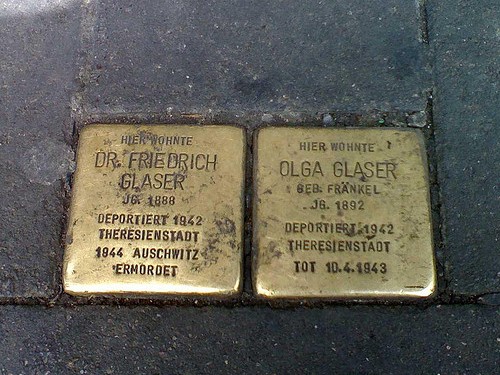 HIER WOHNTE
DR. FRIEDRICH
GLASER
JG. 1888
DEPORTIERT 1942
THERESIENSTADT
1944 AUSCHWITZ
ERMORDET
HIER WOHNTE
OLGA GLASER
GEB. FRÄNKEL
JG. 1892
DEPORTIERT 1942
THERESIENSTADT
TOT 10.4.1943